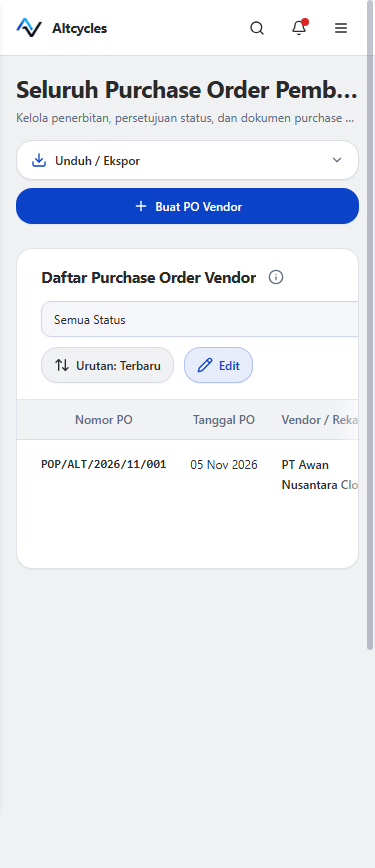 Altcycles
Seluruh Purchase Order Pemb...
Kelola penerbitan, persetujuan status, dan dokumen purchase ...
Unduh / Ekspor
Buat PO Vendor
Daftar Purchase Order Vendor
Semua Status
Urutan: Terbaru
Edit
Nomor PO Tanggal PO Vendor / Reka
POP/ALT/2026/11/001 05 Nov 2026 PT Awan
Nusantara Clo